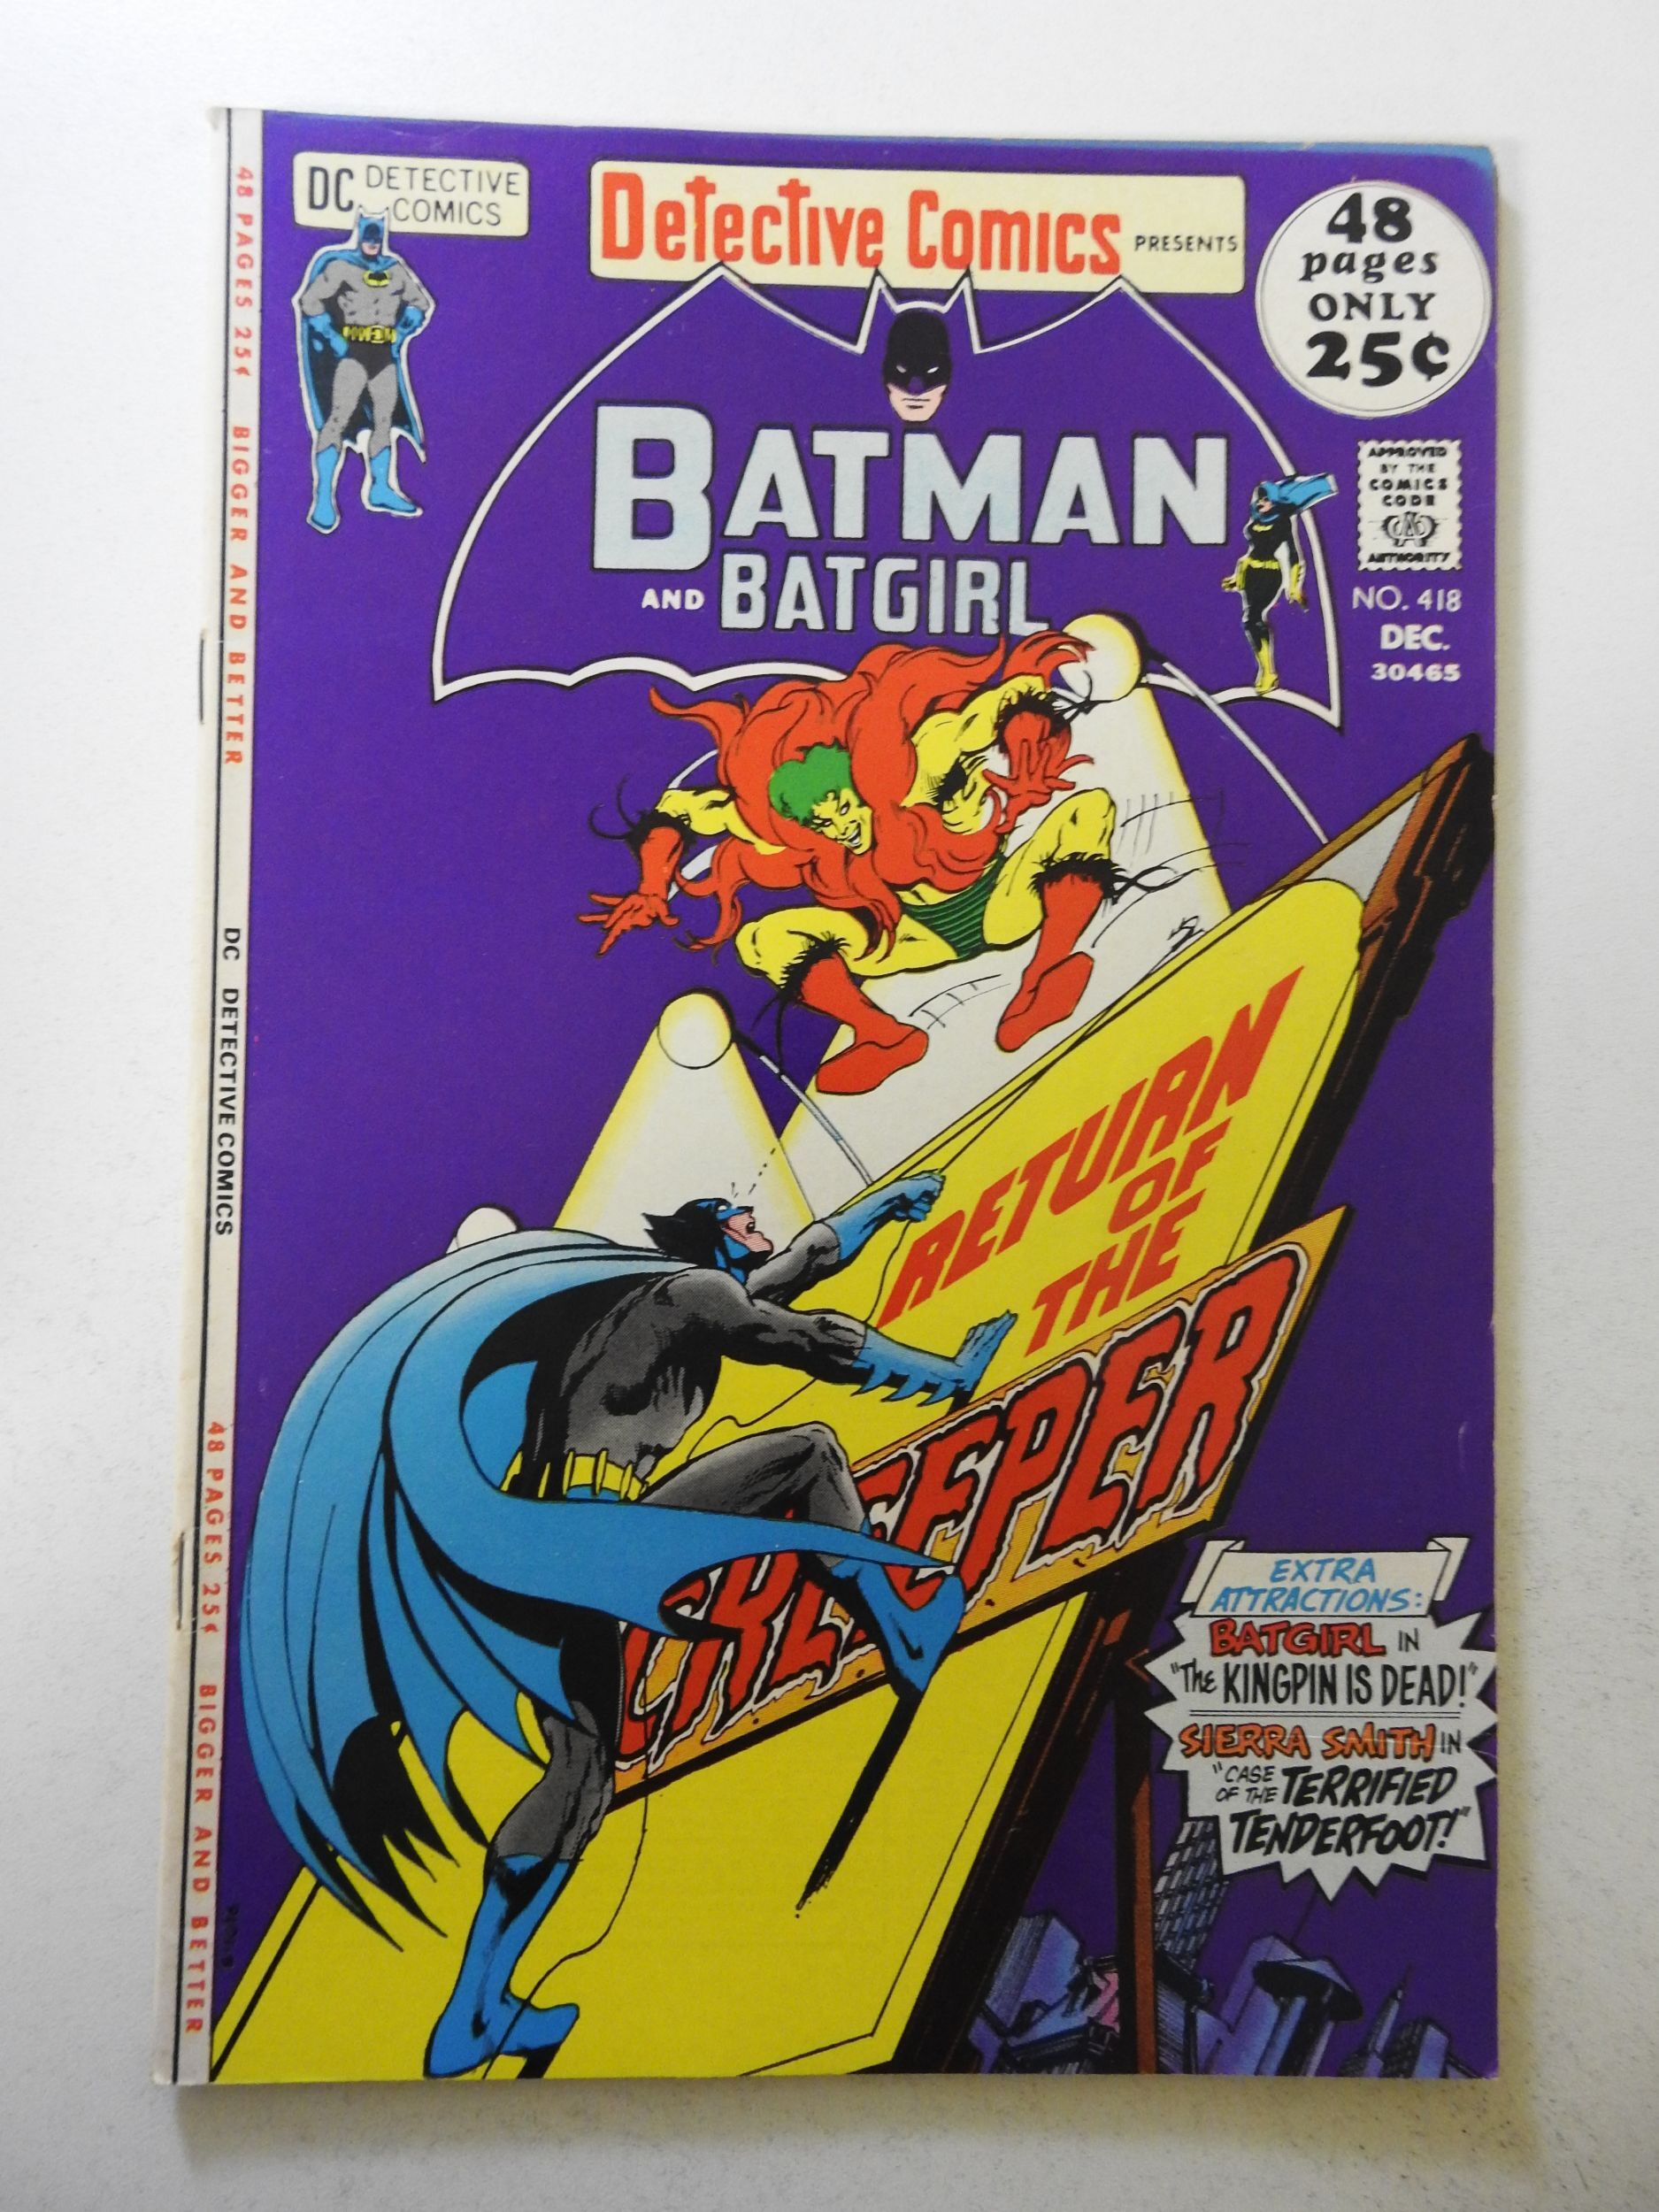 DC DETECTIVE
COMICS
Detective Comics PRESENTS
48
pages
ONLY
25¢
BATMAN
AND BATGIRL
APPROVED
BY THE
COMICS
CODE
AUTHORITY
NO. 418
DEC.
30465
RETURN
OF
THE
CREEPER
EXTRA
ATTRACTIONS:
BATGIRL IN
"The KINGPIN IS DEAD!"
SIERRA SMITH IN
"CASE
OF THE TERRIFIED
TENDERFOOT!"
48 PAGES 25¢ BIGGER AND BETTER DC DETECTIVE COMICS 48 PAGES 25¢ BIGGER AND BETTER